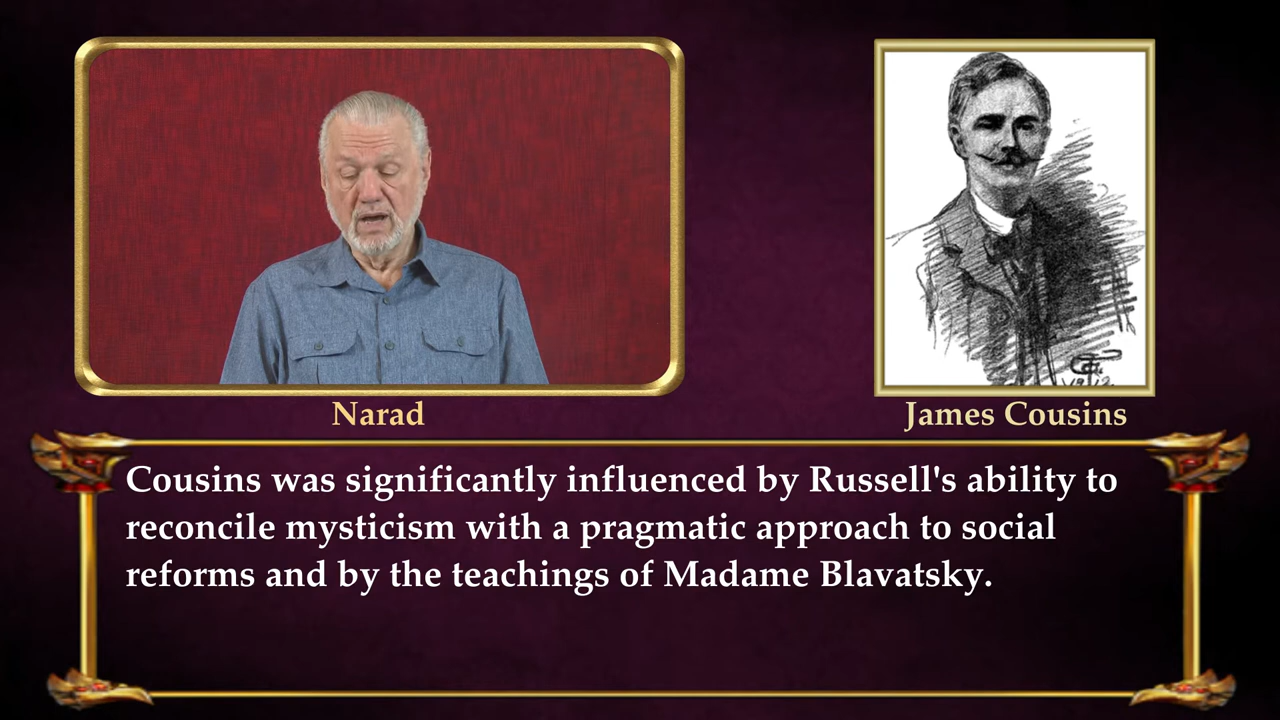 Narad
James Cousins
Cousins was significantly influenced by Russell's ability to
reconcile mysticism with a pragmatic approach to social
reforms and by the teachings of Madame Blavatsky.